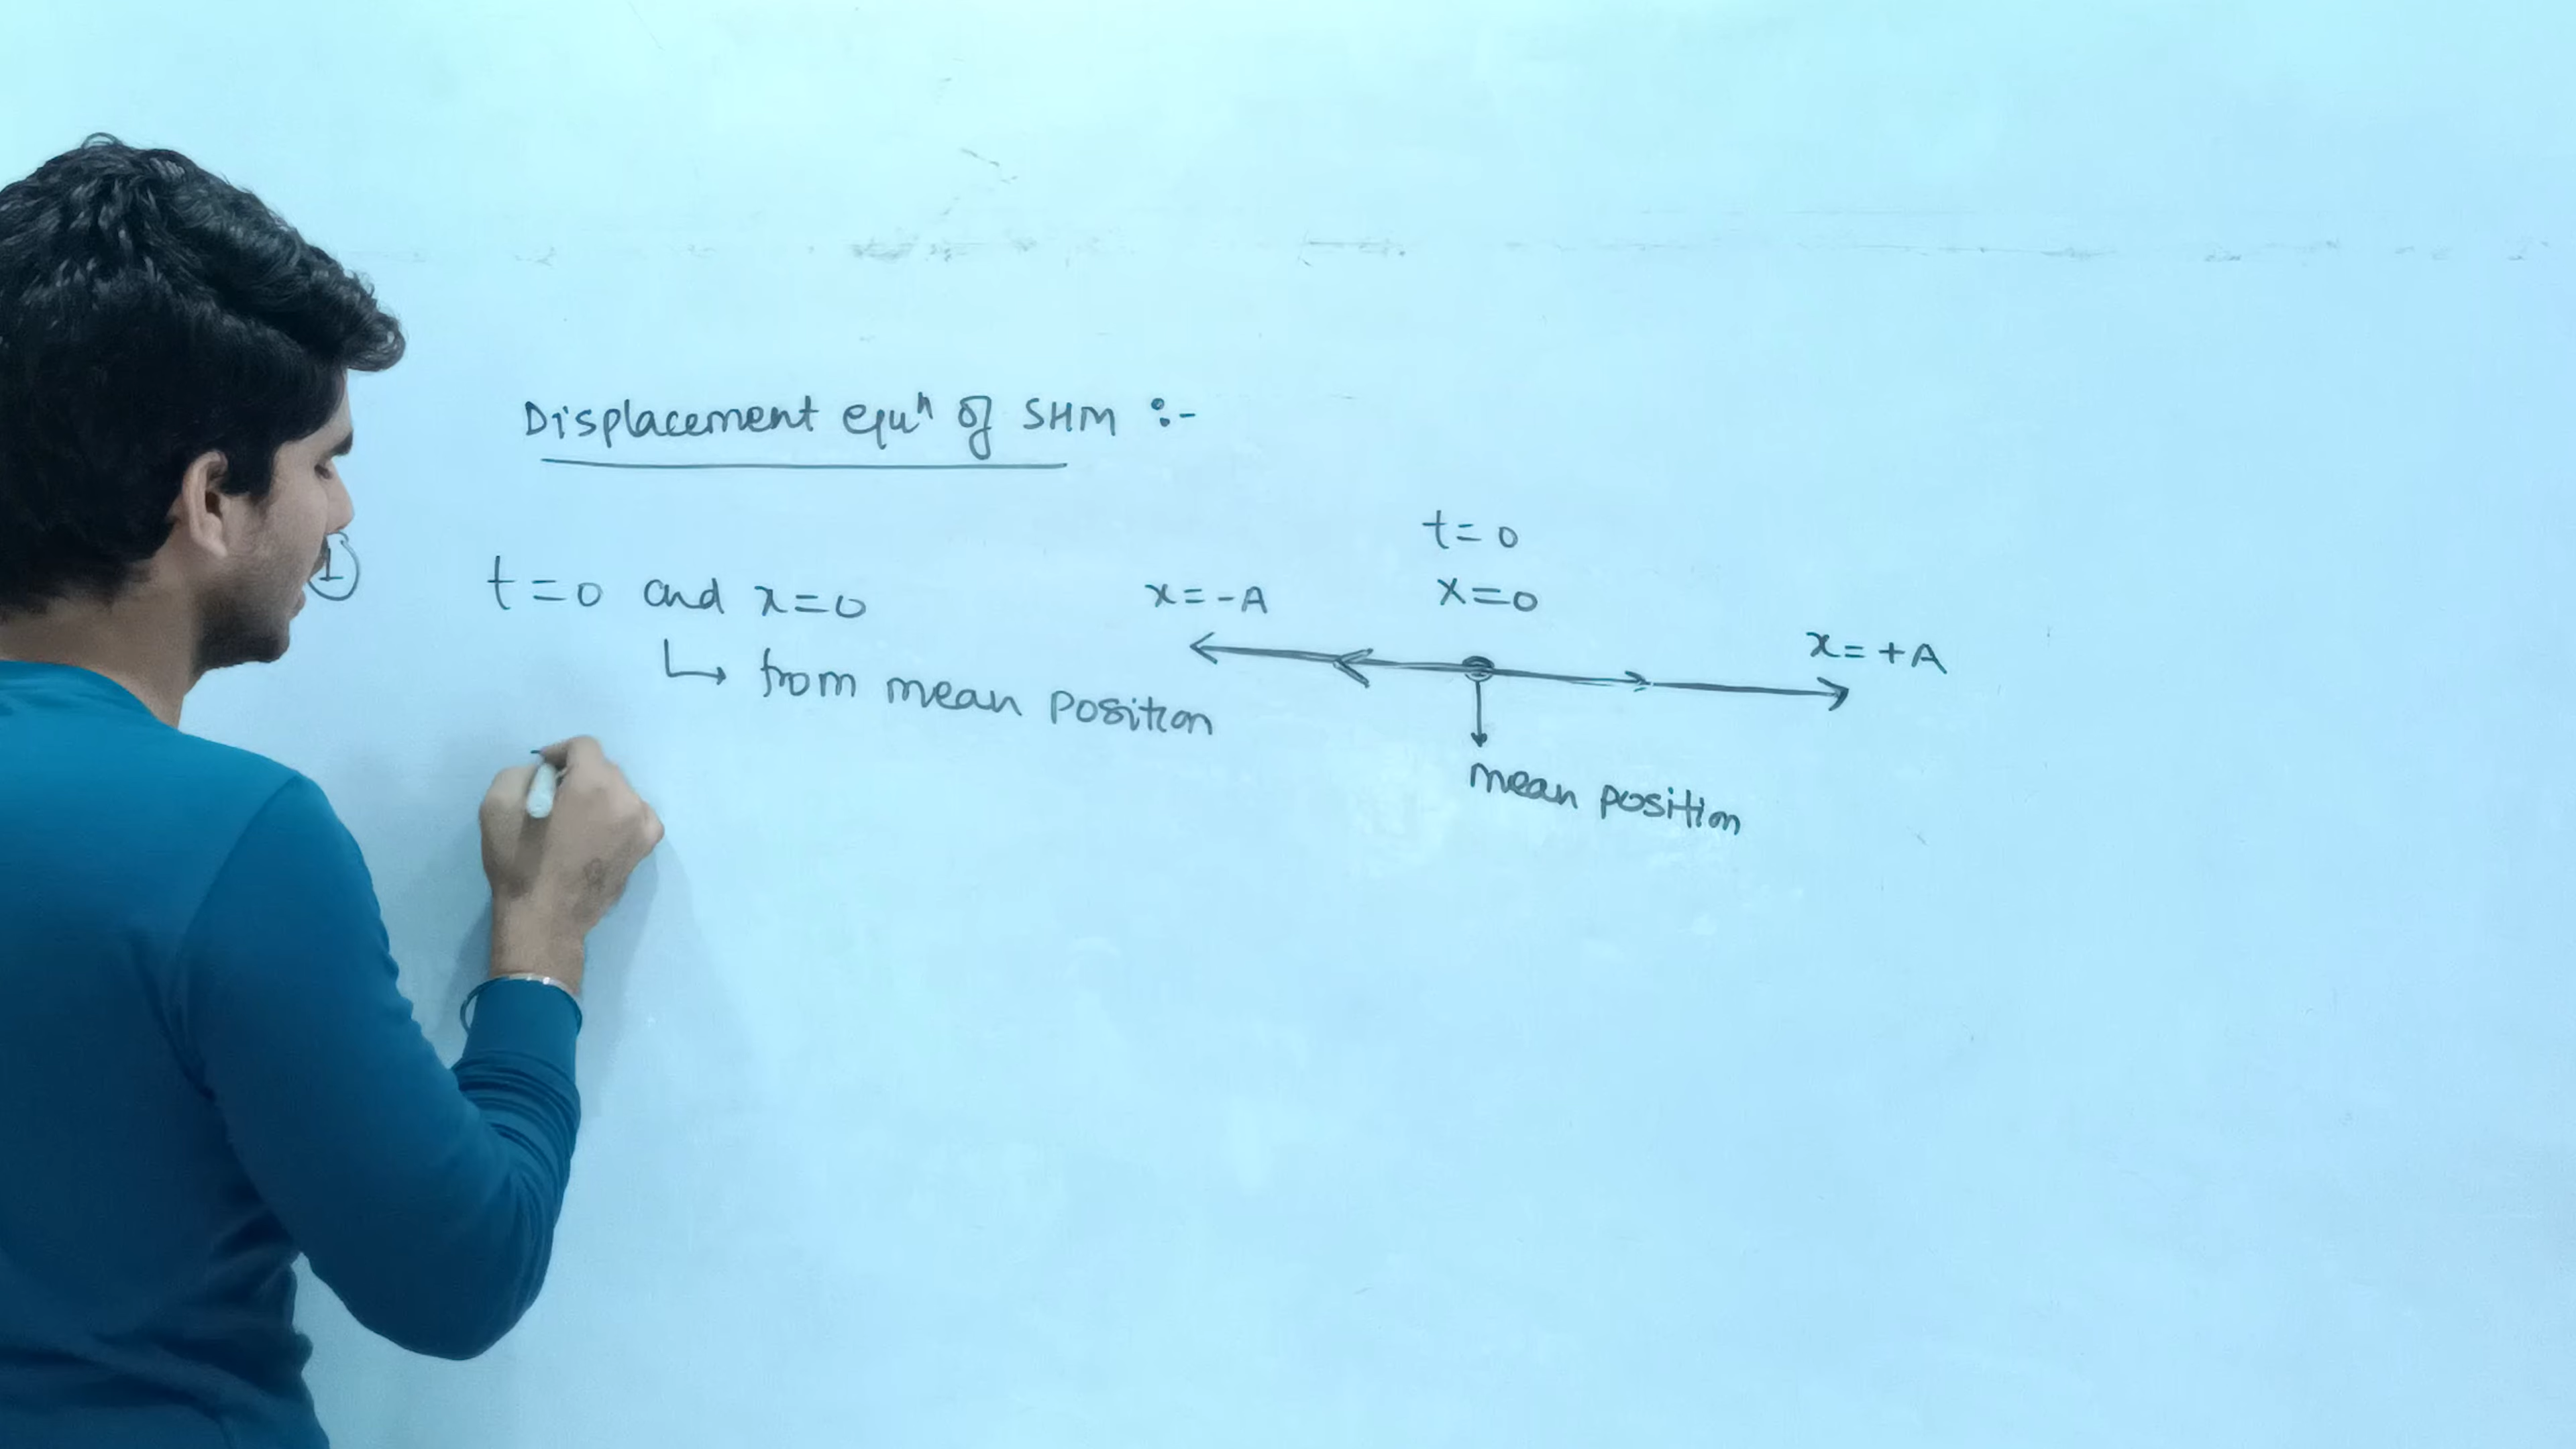 Displacement equⁿ of SHM :-
1
t=0 and x=0
↳ from mean position
t=0
x=0
x=-A
x=+A
mean position